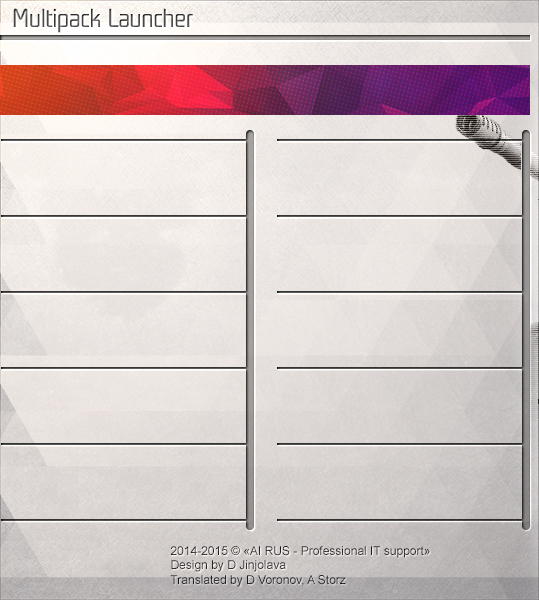 Multipack Launcher
2014-2015 © «AI RUS - Professional IT support»
Design by D Jinjolava
Translated by D Voronov, A Storz